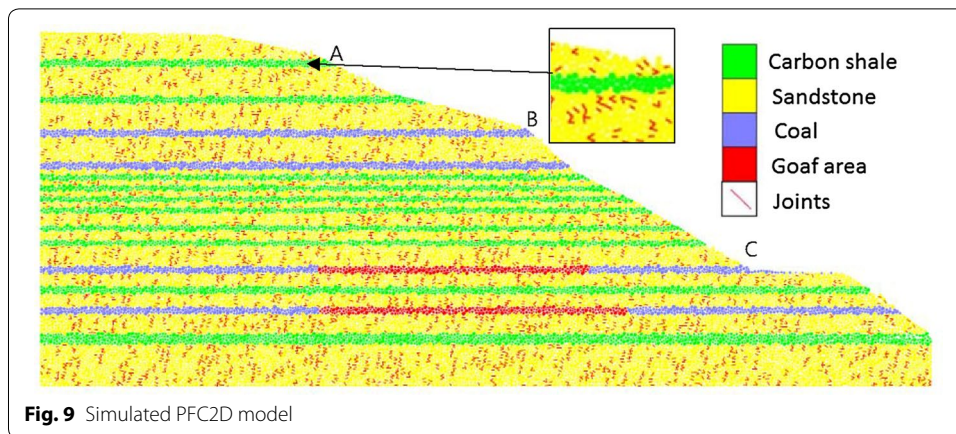 A
B
C
Carbon shale
Sandstone
Coal
Goaf area
Joints
Fig. 9 Simulated PFC2D model